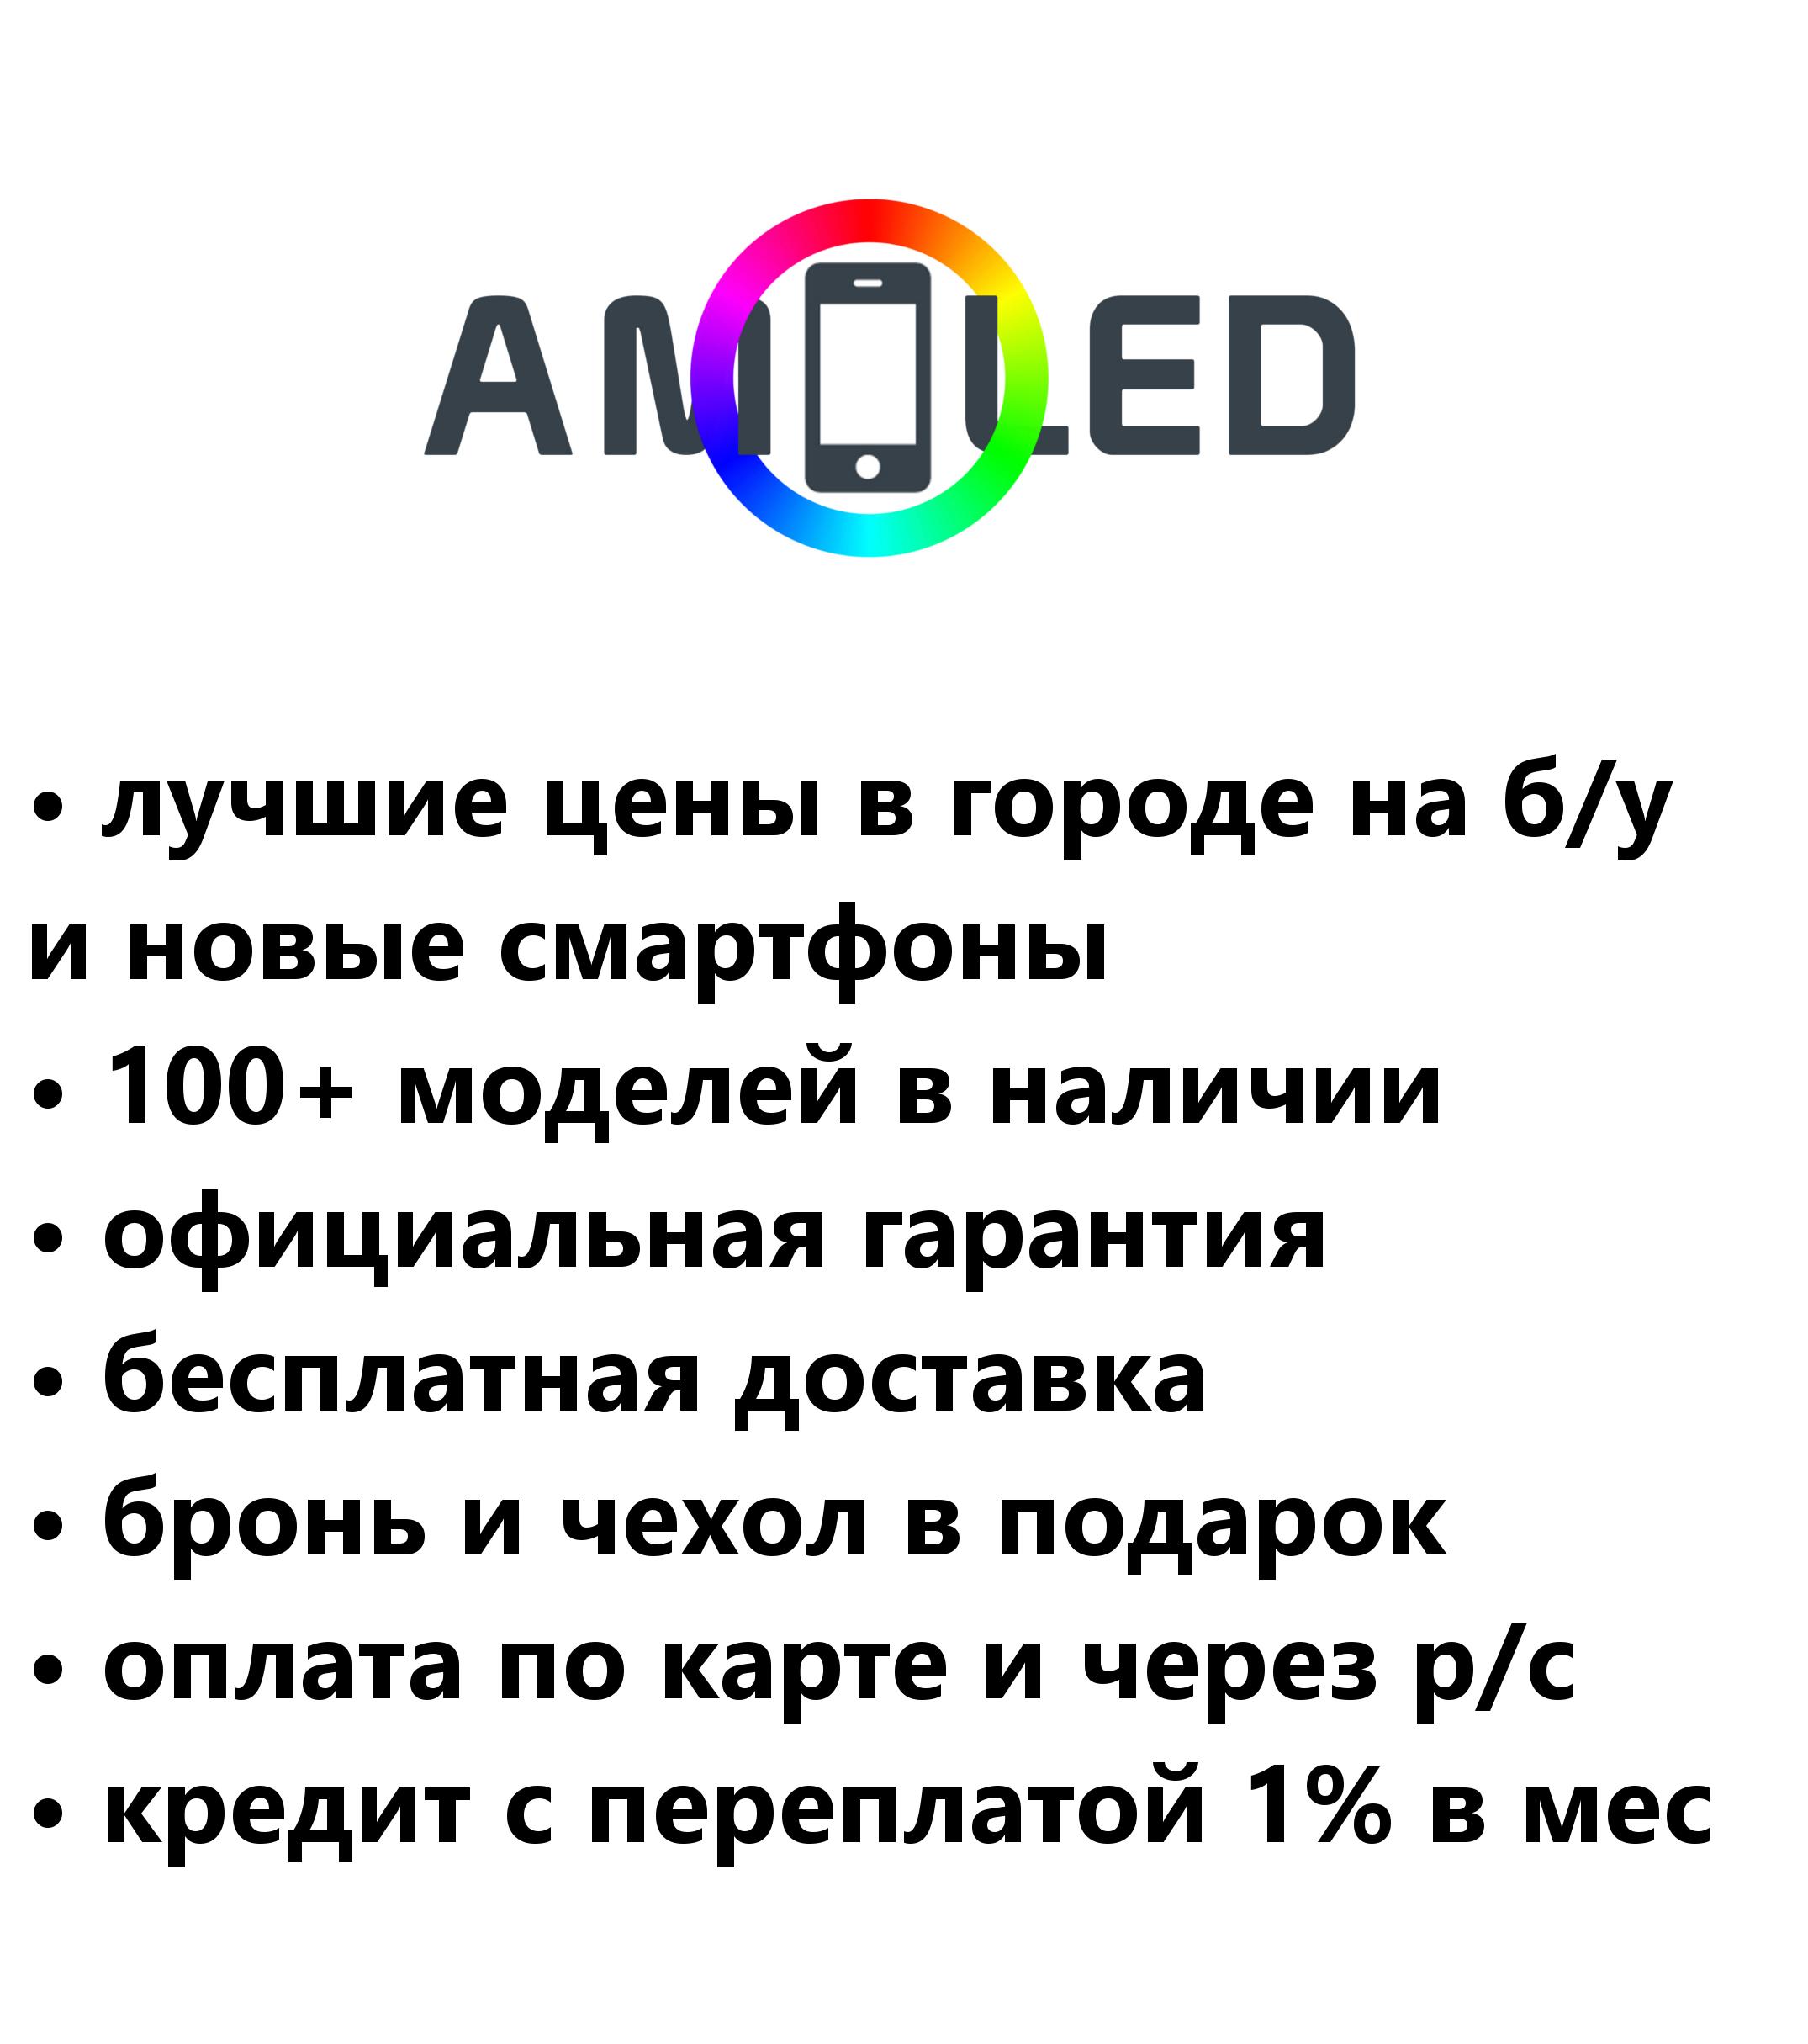 AMOLED
• лучшие цены в городе на б/у
и новые смартфоны
• 100+ моделей в наличии
• официальная гарантия
• бесплатная доставка
• бронь и чехол в подарок
• оплата по карте и через р/с
• кредит с переплатой 1% в мес